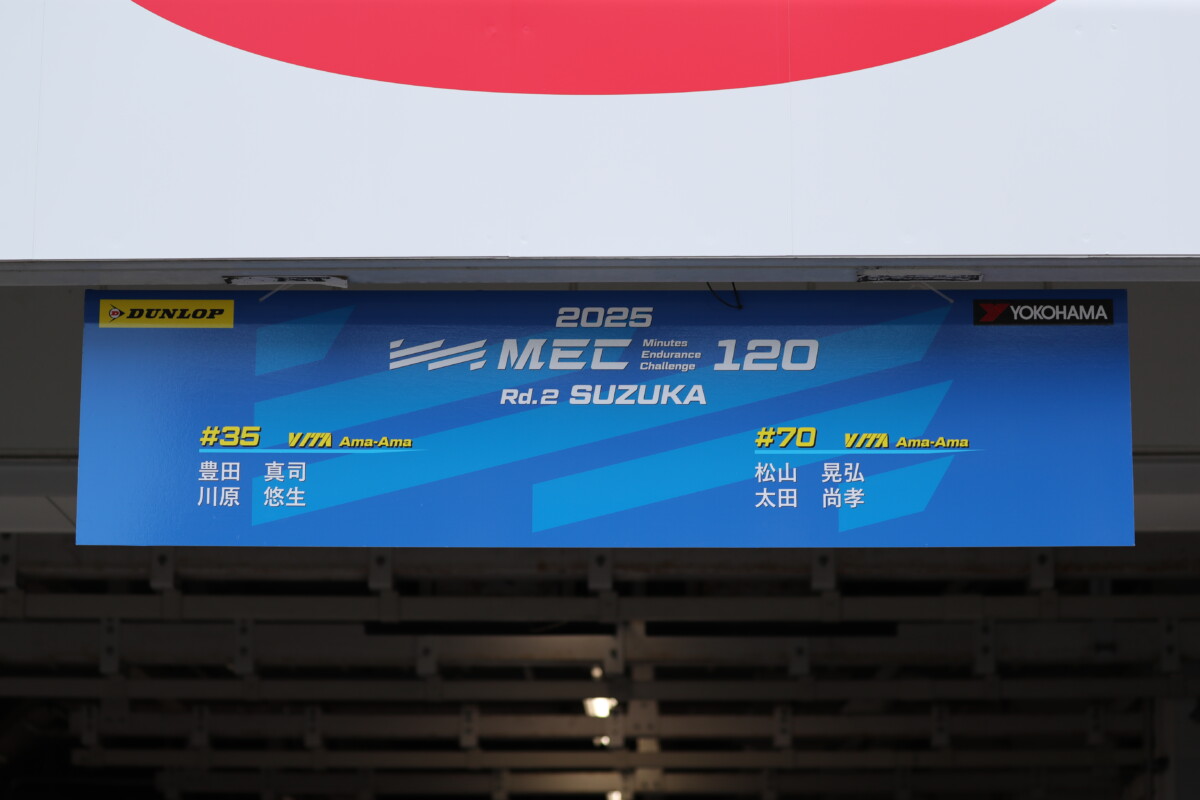 DUNLOP
2025
YOKOHAMA
MEC Minutes Endurance Challenge 120
Rd.2 SUZUKA
#35 VITA Ama-Ama
豊田 真司
川原 悠生
#70 VITA Ama-Ama
松山 晃弘
太田 尚孝